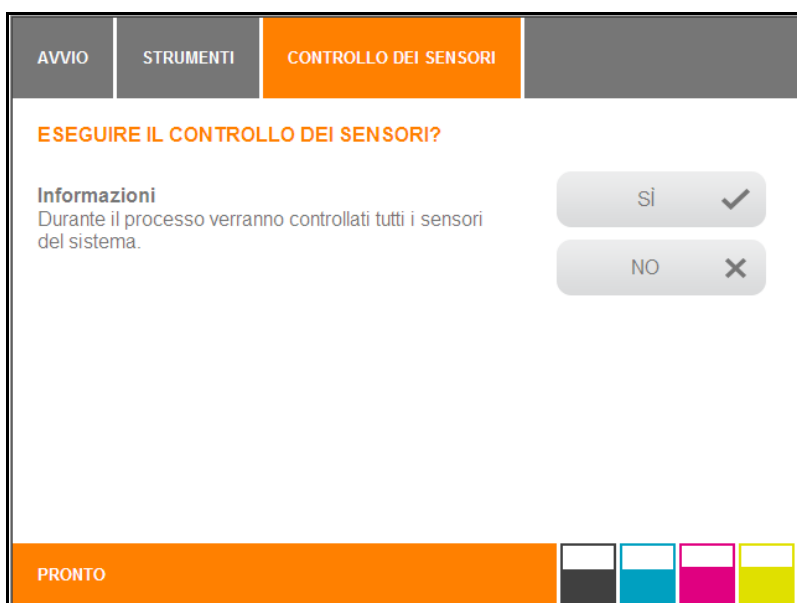 AVVIO STRUMENTI CONTROLLO DEI SENSORI
ESEGUIRE IL CONTROLLO DEI SENSORI?
Informazioni
Durante il processo verranno controllati tutti i sensori
del sistema.
SÌ
NO
PRONTO